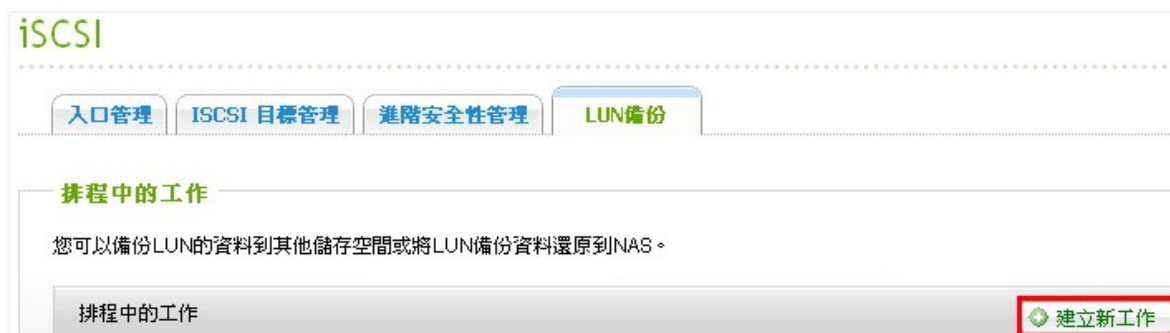 iSCSI
入口管理 ISCSI 目標管理 進階安全性管理 LUN備份
排程中的工作
您可以備份LUN的資料到其他儲存空間或將LUN備份資料還原到NAS。
排程中的工作 建立新工作